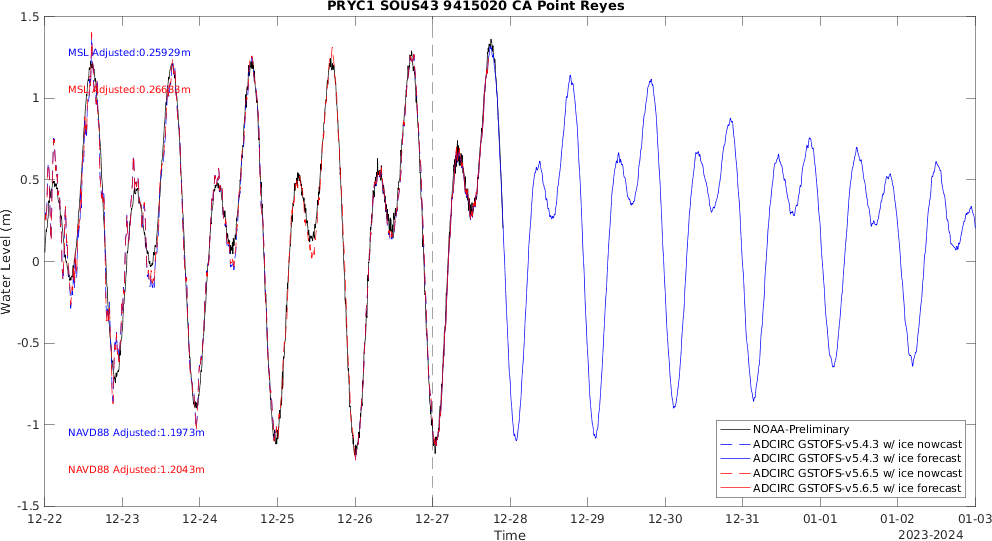 PRYC1 SOUS43 9415020 CA Point Reyes
1.5
1
0.5
0
-0.5
-1
-1.5
Water Level (m)
MSL Adjusted:0.25929m
MSL Adjusted:0.26683m
NAVD88 Adjusted:1.1973m
NAVD88 Adjusted:1.2043m
NOAA-Preliminary
ADCIRC GSTOFS-v5.4.3 w/ ice nowcast
ADCIRC GSTOFS-v5.4.3 w/ ice forecast
ADCIRC GSTOFS-v5.6.5 w/ ice nowcast
ADCIRC GSTOFS-v5.6.5 w/ ice forecast
12-22 12-23 12-24 12-25 12-26 12-27 12-28 12-29 12-30 12-31 01-01 01-02 01-03
Time
2023-2024